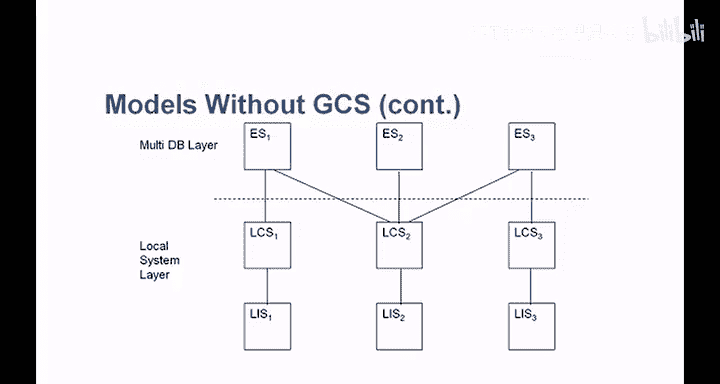 bilibili
Models Without GCS (cont.)
Multi DB Layer
ES1
ES2
ES3
Local
System
Layer
LCS1
LCS2
LCS3
LIS1
LIS2
LIS3